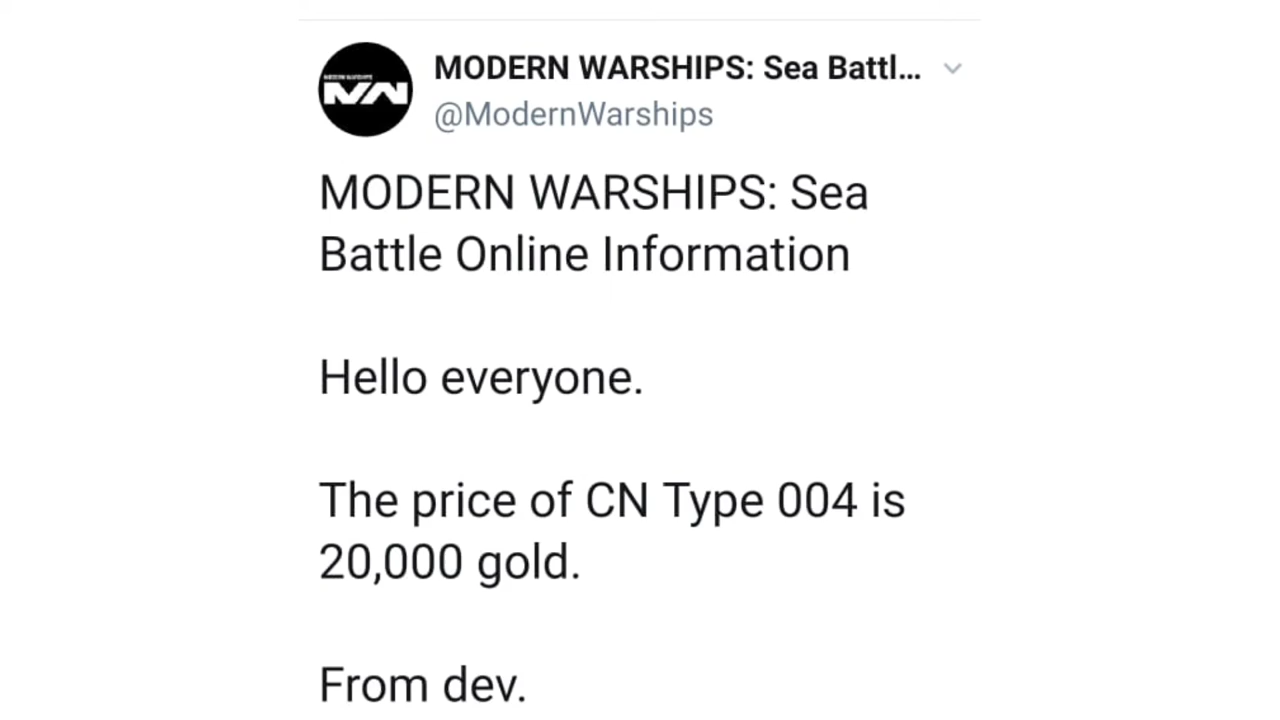 MODERN WARSHIPS: Sea Battl...
@ModernWarships
MODERN WARSHIPS: Sea
Battle Online Information
Hello everyone.
The price of CN Type 004 is
20,000 gold.
From dev.